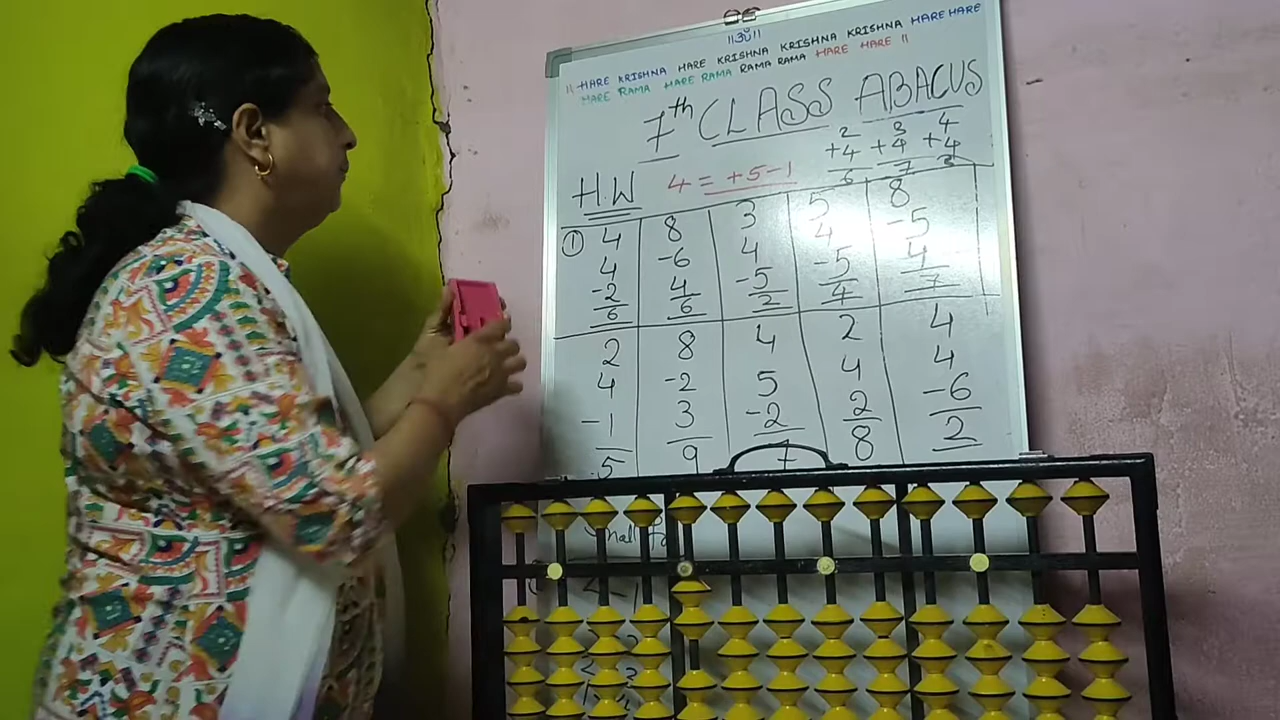 ||ॐ||
|| HARE KRISHNA HARE KRISHNA KRISHNA KRISHNA HARE HARE
HARE RAMA HARE RAMA RAMA RAMA HARE HARE ||
7th CLASS ABACUS
2 3 4
+4 +4 +4
6 7 8
H.W 4 = +5-1
① 4 8 3 5 8
4 -6 4 4 -5
-2 4 -5 -5 4
6 6 2 4 7
2 8 4 2 4
4 -2 5 4 4
-1 3 -2 2 -6
5 9 7 8 2